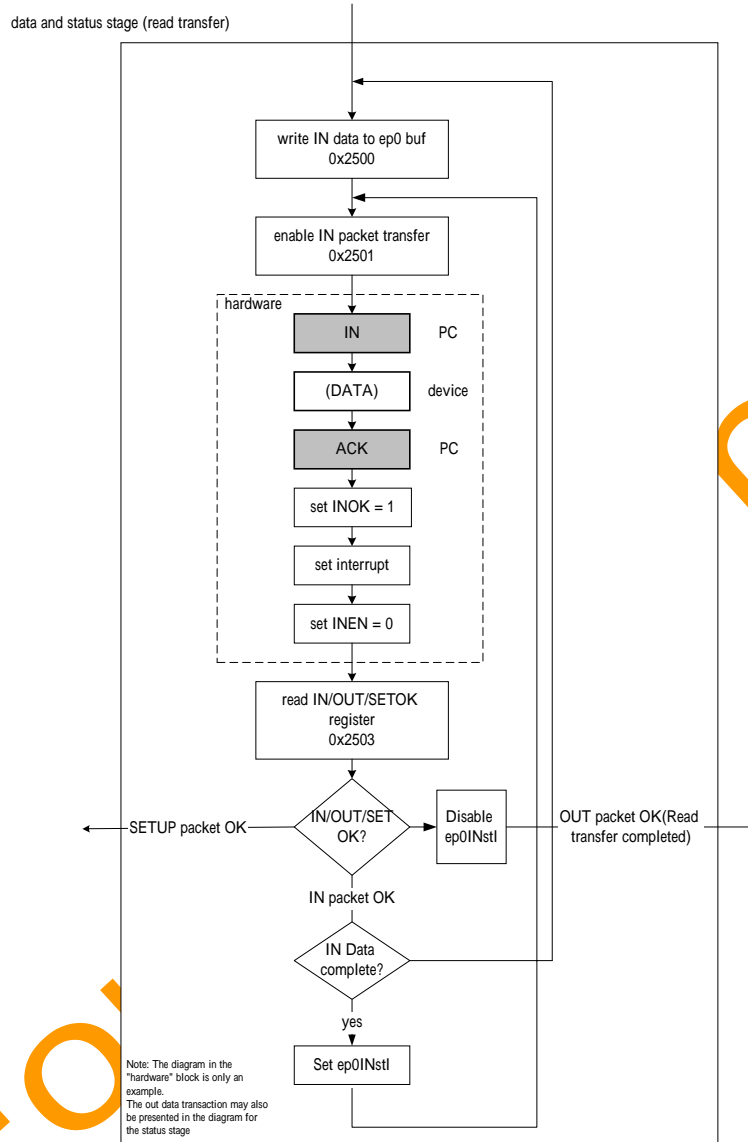 data and status stage (read transfer)
write IN data to ep0 buf
0x2500
enable IN packet transfer
0x2501
hardware
IN
PC
(DATA)
device
ACK
PC
set INOK = 1
set interrupt
set INEN = 0
read IN/OUT/SETOK
register
0x2503
SETUP packet OK
IN/OUT/SET
OK?
Disable
ep0INstl
OUT packet OK(Read
transfer completed)
IN packet OK
IN Data
complete?
yes
Set ep0INstl
Note: The diagram in the
"hardware" block is only an
example.
The out data transaction may also
be presented in the diagram for
the status stage